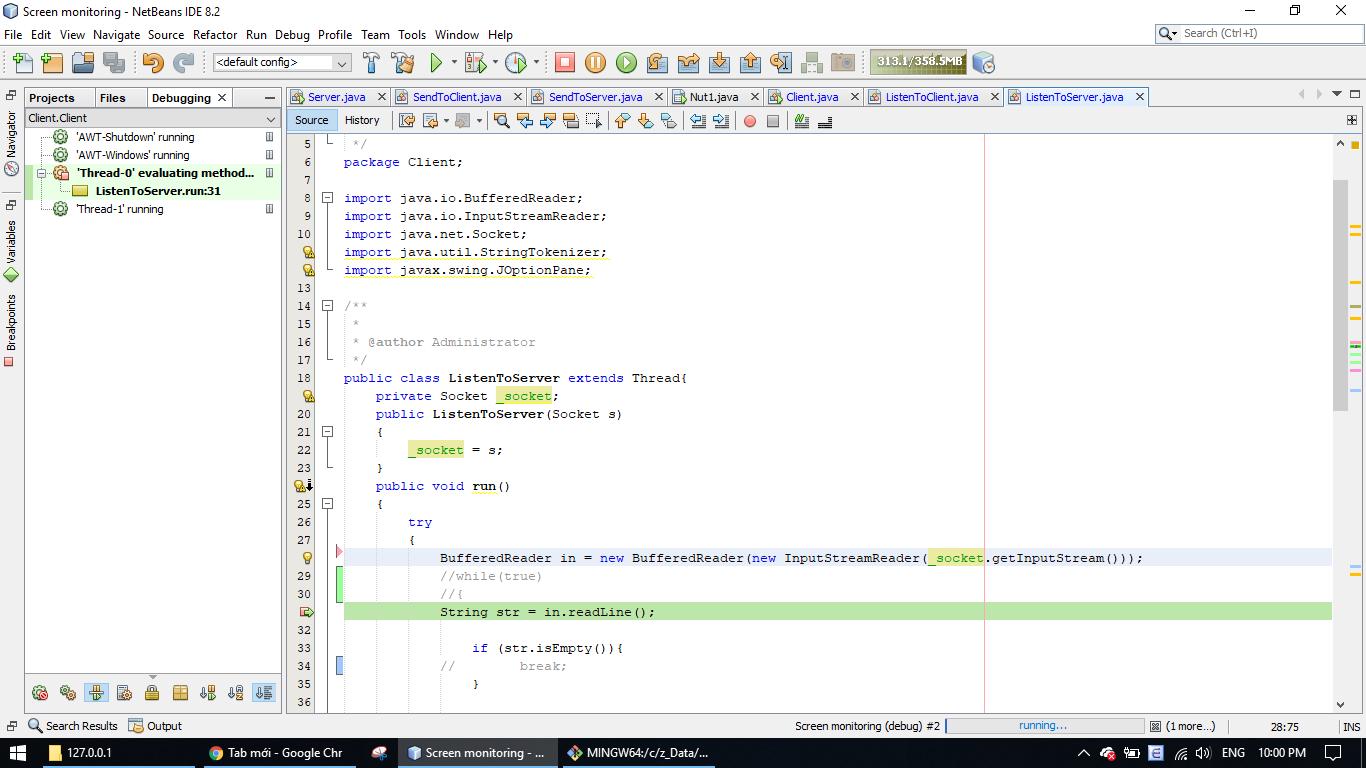 Screen monitoring - NetBeans IDE 8.2
File Edit View Navigate Source Refactor Run Debug Profile Team Tools Window Help
Search (Ctrl+I)
<default config>
313.1/358.5MB
Projects Files Debugging
Server.java SendToClient.java SendToServer.java Nut1.java Client.java ListenToClient.java ListenToServer.java
Client.Client
Source History
Navigator
Variables
Breakpoints
'AWT-Shutdown' running
'AWT-Windows' running
'Thread-0' evaluating method...
ListenToServer.run:31
'Thread-1' running
5 */
6 package Client;
7
8 import java.io.BufferedReader;
9 import java.io.InputStreamReader;
10 import java.net.Socket;
import java.util.StringTokenizer;
import javax.swing.JOptionPane;
13
14 /**
15 *
16 * @author Administrator
17 */
18 public class ListenToServer extends Thread{
private Socket _socket;
20 public ListenToServer(Socket s)
21 {
22 _socket = s;
23 }
public void run()
25 {
26 try
27 {
BufferedReader in = new BufferedReader(new InputStreamReader(_socket.getInputStream()));
29 //while(true)
30 //{
String str = in.readLine();
32
33 if (str.isEmpty()){
34 // break;
35 }
36
Search Results Output
Screen monitoring (debug) #2 running... (1 more...) 28:75 INS
127.0.0.1
Tab mới - Google Chr
Screen monitoring - ...
MINGW64:/c/z_Data/...
ENG 10:00 PM